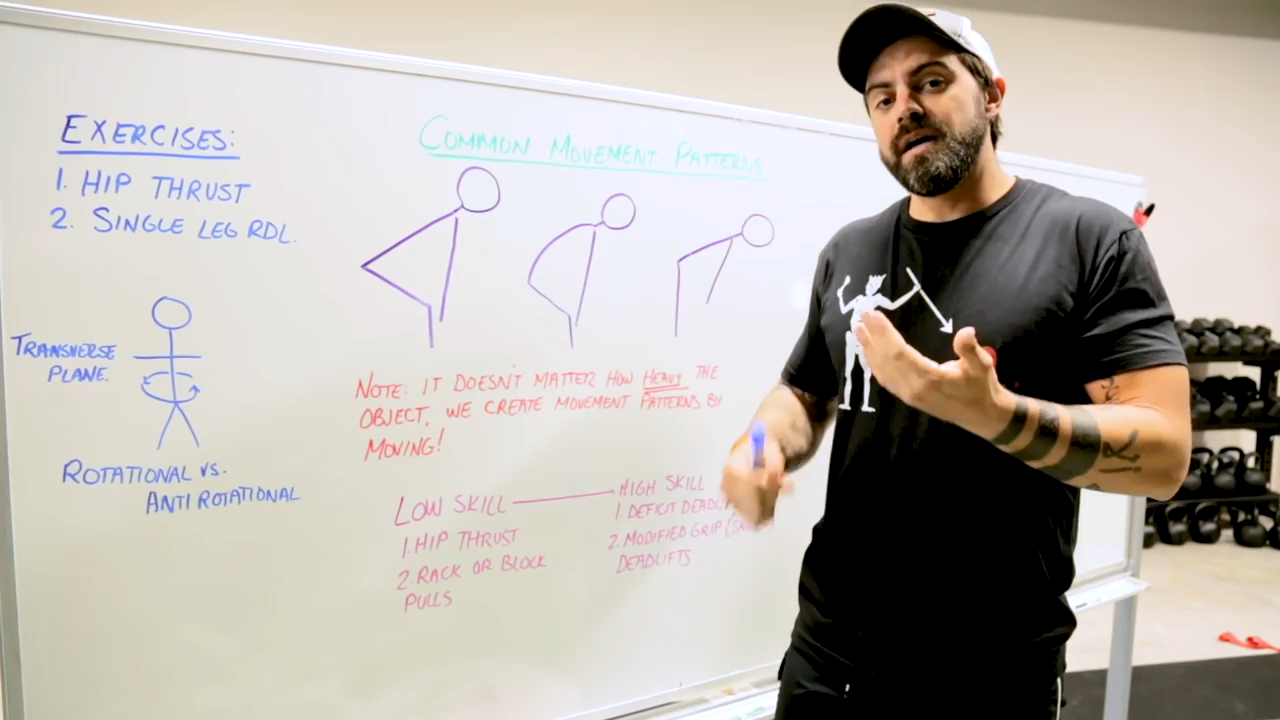 EXERCISES:
1. HIP THRUST
2. SINGLE LEG RDL.
TRANSVERSE
PLANE.
ROTATIONAL VS.
ANTI ROTATIONAL
COMMON MOVEMENT PATTERNS
NOTE: IT DOESN'T MATTER HOW HEAVY THE
OBJECT, WE CREATE MOVEMENT PATTERNS BY
MOVING!
LOW SKILL
1. HIP THRUST
2. RACK OR BLOCK
PULLS
HIGH SKILL
1. DEFICIT
2. MODIFIED GRIP
DEADLIFTS